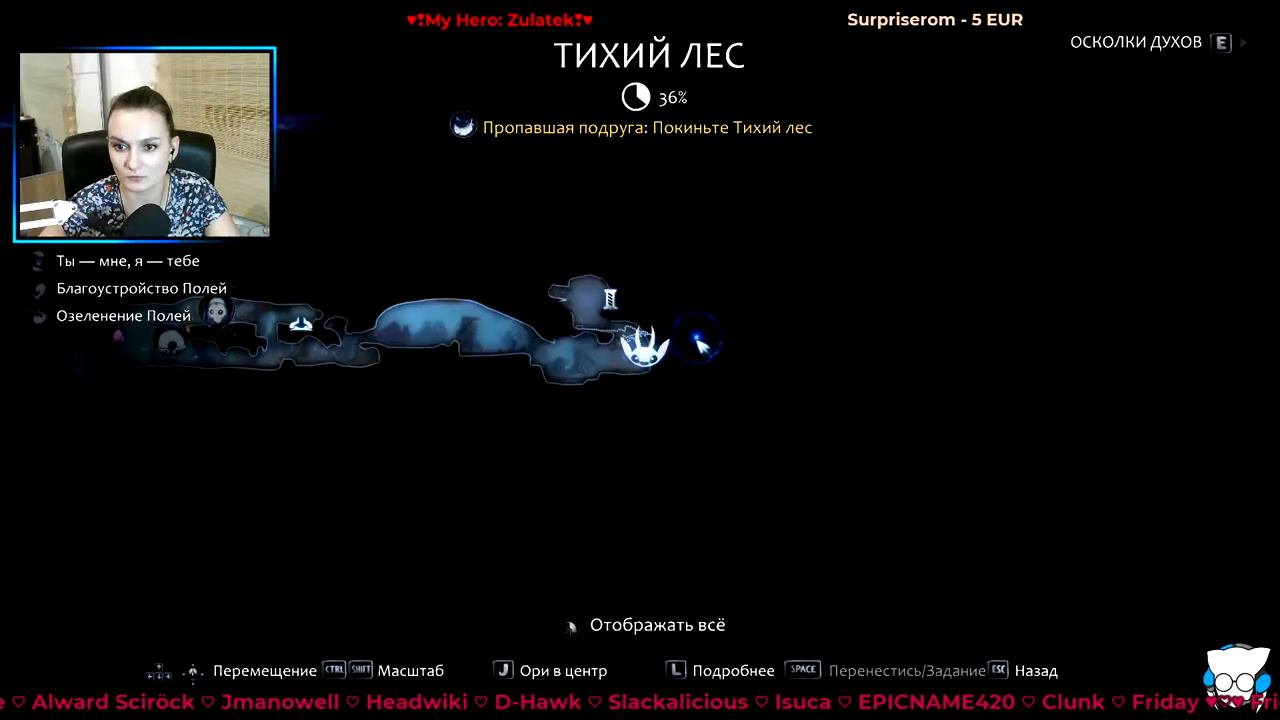 ♥❣My Hero: Zulatek❣♥
Surpriserom - 5 EUR
ТИХИЙ ЛЕС
ОСКОЛКИ ДУХОВ E
36%
Пропавшая подруга: Покиньте Тихий лес
Ты — мне, я — тебе
Благоустройство Полей
Озеленение Полей
Отображать всё
Перемещение CTRL SHIFT Масштаб J Ори в центр L Подробнее SPACE Перенестись/Задание ESC Назад
e ♡ Alward Sciröck ♡ Jmanowell ♡ Headwiki ♡ D-Hawk ♡ Slackalicious ♡ Isuca ♡ EPICNAME420 ♡ Clunk ♡ Friday